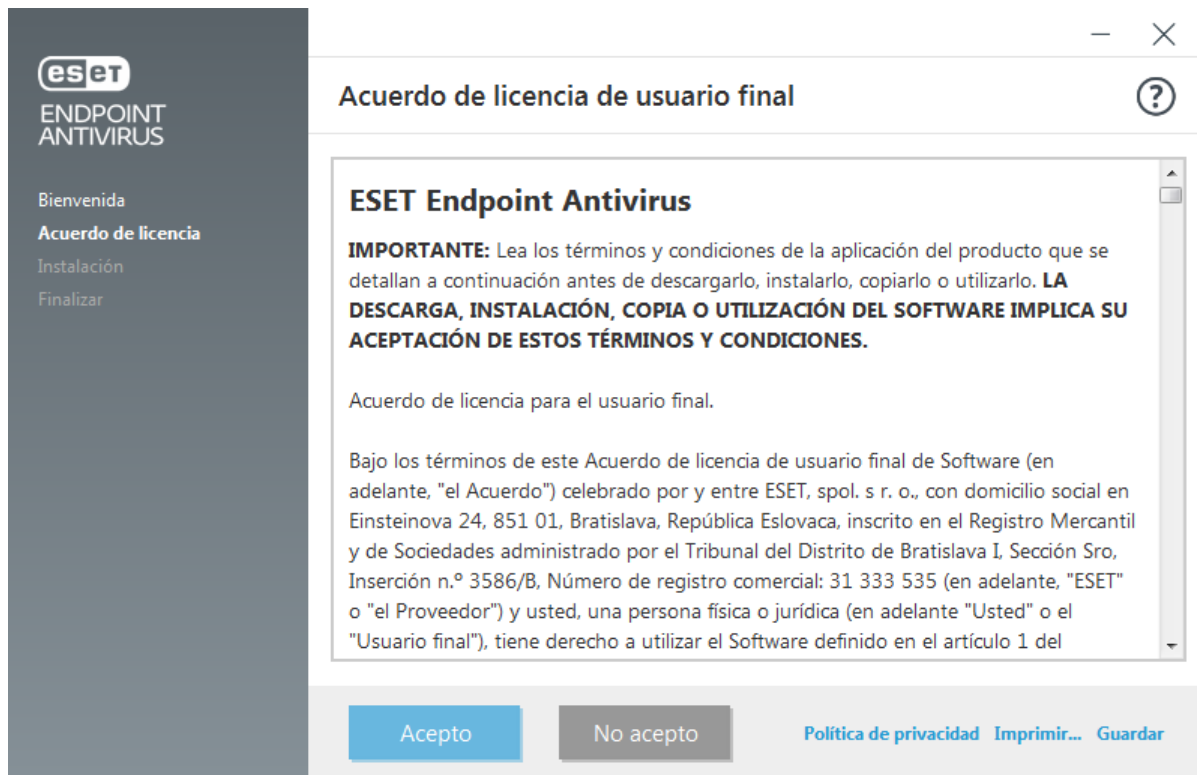 eset
ENDPOINT
ANTIVIRUS
Bienvenida
Acuerdo de licencia
Instalación
Finalizar
Acuerdo de licencia de usuario final
?
ESET Endpoint Antivirus
IMPORTANTE: Lea los términos y condiciones de la aplicación del producto que se
detallan a continuación antes de descargarlo, instalarlo, copiarlo o utilizarlo. LA
DESCARGA, INSTALACIÓN, COPIA O UTILIZACIÓN DEL SOFTWARE IMPLICA SU
ACEPTACIÓN DE ESTOS TÉRMINOS Y CONDICIONES.
Acuerdo de licencia para el usuario final.
Bajo los términos de este Acuerdo de licencia de usuario final de Software (en
adelante, "el Acuerdo") celebrado por y entre ESET, spol. s r. o., con domicilio social en
Einsteinova 24, 851 01, Bratislava, República Eslovaca, inscrito en el Registro Mercantil
y de Sociedades administrado por el Tribunal del Distrito de Bratislava I, Sección Sro,
Inserción n.º 3586/B, Número de registro comercial: 31 333 535 (en adelante, "ESET"
o "el Proveedor") y usted, una persona física o jurídica (en adelante "Usted" o el
"Usuario final"), tiene derecho a utilizar el Software definido en el artículo 1 del
Acepto
No acepto
Política de privacidad Imprimir... Guardar